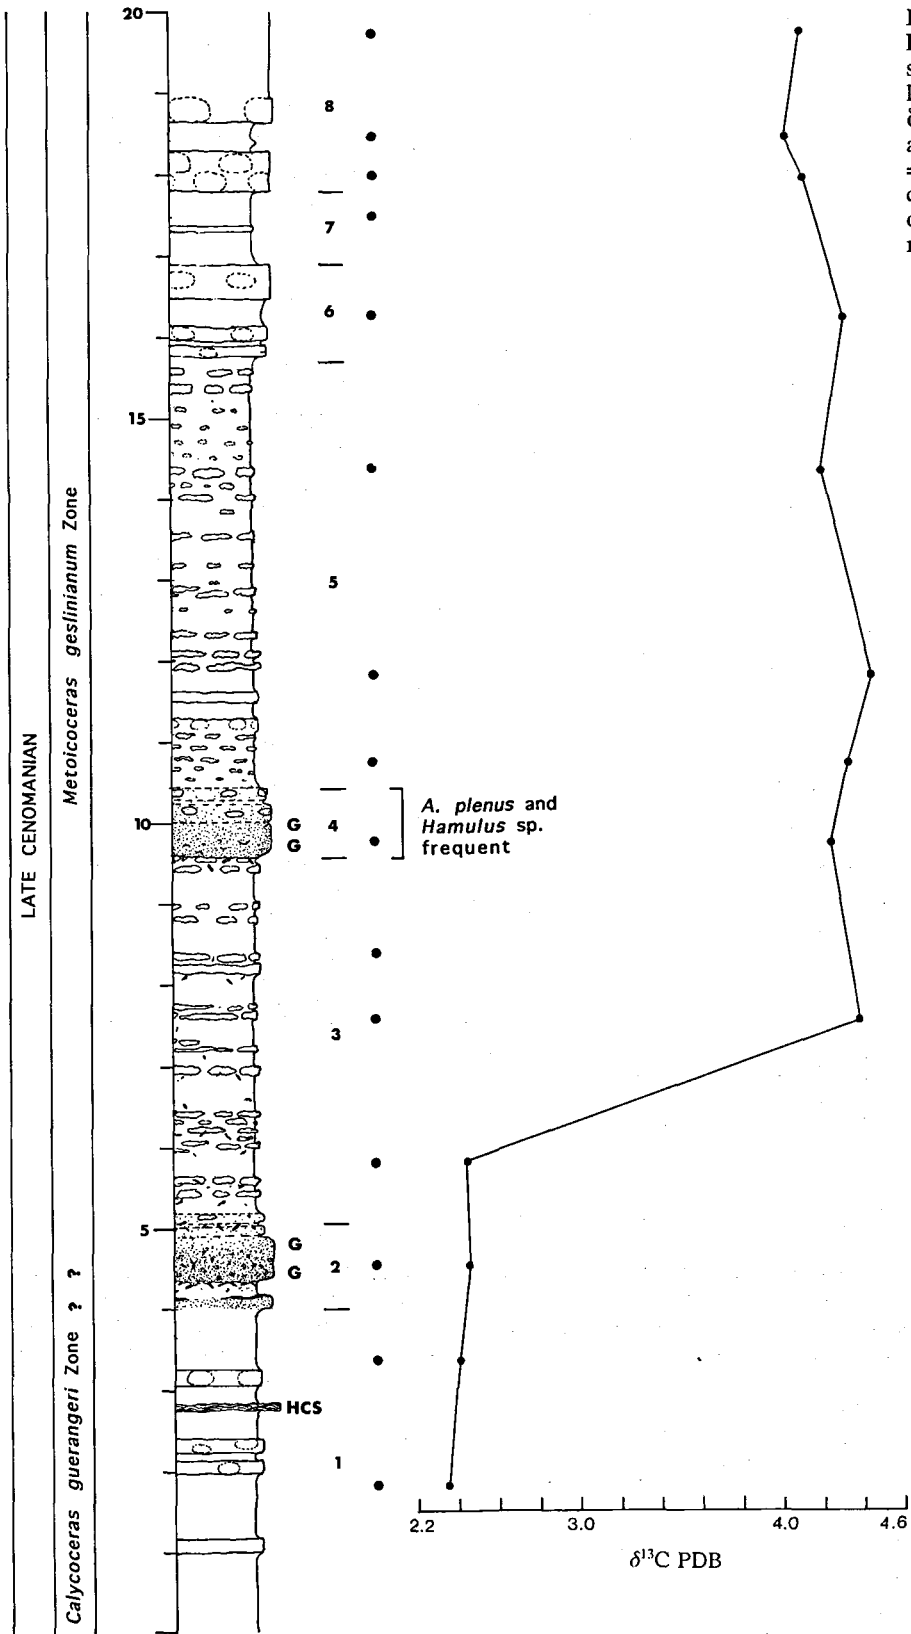 20
8
7
6
15
5
A. plenus and
Hamulus sp.
frequent
G
4
10
G
3
5
G
2
G
HCS
1
LATE CENOMANIAN
Metoicoceras geslinianum Zone
Calycoceras guerangeri Zone ? ?
2.2 3.0 4.0 4.6
δ¹³C PDB